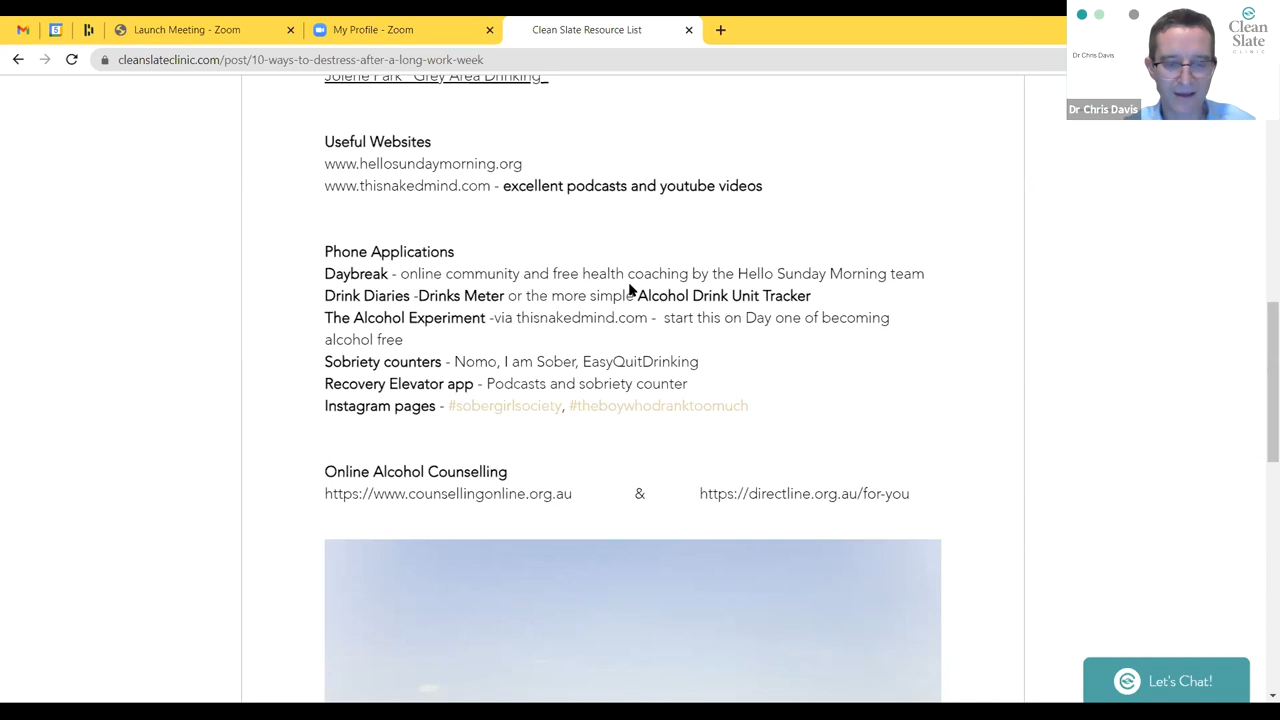 Launch Meeting - Zoom
My Profile - Zoom
Clean Slate Resource List
cleanslateclinic.com/post/10-ways-to-destress-after-a-long-work-week
Dr Chris Davis
Clean
Slate
CLINIC
Dr Chris Davis
Jolene Park "Grey Area Drinking"
Useful Websites
www.hellosundaymorning.org
www.thisnakedmind.com - excellent podcasts and youtube videos
Phone Applications
Daybreak - online community and free health coaching by the Hello Sunday Morning team
Drink Diaries -Drinks Meter or the more simple Alcohol Drink Unit Tracker
The Alcohol Experiment -via thisnakedmind.com - start this on Day one of becoming
alcohol free
Sobriety counters - Nomo, I am Sober, EasyQuitDrinking
Recovery Elevator app - Podcasts and sobriety counter
Instagram pages - #sobergirlsociety, #theboywhodranktoomuch
Online Alcohol Counselling
https://www.counsellingonline.org.au & https://directline.org.au/for-you
Let's Chat!